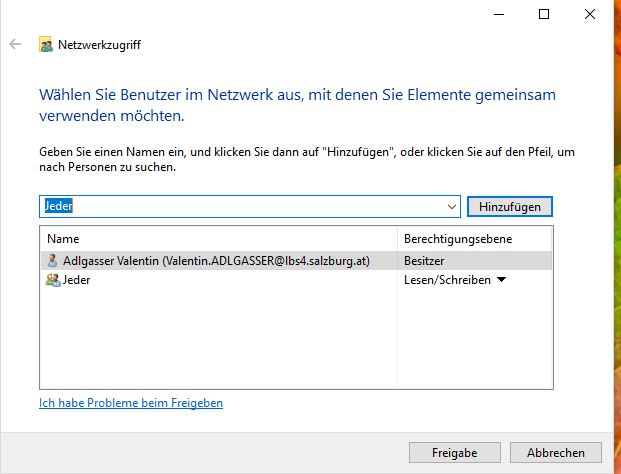 Netzwerkzugriff
Wählen Sie Benutzer im Netzwerk aus, mit denen Sie Elemente gemeinsam
verwenden möchten.
Geben Sie einen Namen ein, und klicken Sie dann auf "Hinzufügen", oder klicken Sie auf den Pfeil, um
nach Personen zu suchen.
Jeder
Hinzufügen
Name Berechtigungsebene
Adlgasser Valentin (Valentin.ADLGASSER@lbs4.salzburg.at) Besitzer
Jeder Lesen/Schreiben
Ich habe Probleme beim Freigeben
Freigabe Abbrechen